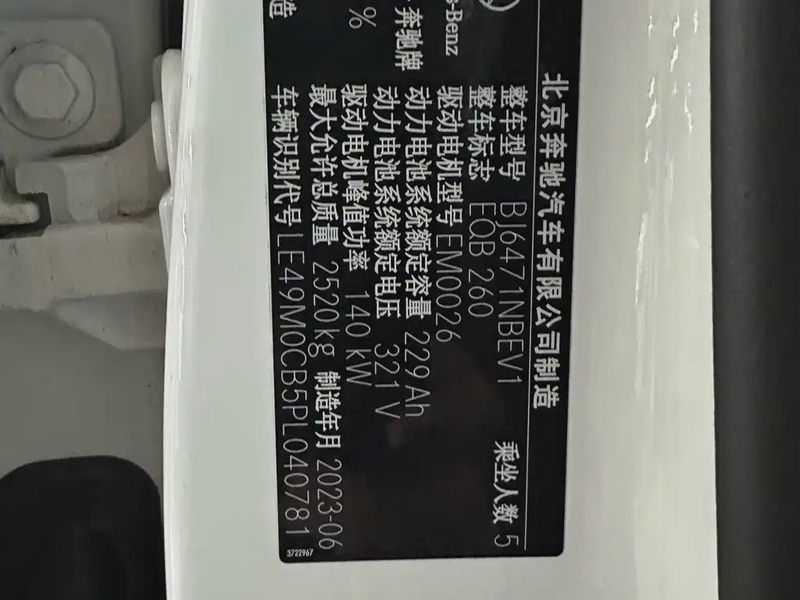 s-Benz
奔驰牌
%
造
北京奔驰汽车有限公司制造
整车型号 BJ6471NBEV1 乘坐人数 5
整车标志 EQB 260
驱动电机型号 EM0026
动力电池系统额定容量 229 Ah
动力电池系统额定电压 321 V
驱动电机峰值功率 140 kW
最大允许总质量 2520kg 制造年月 2023-06
车辆识别代号 LE49M0CB5PL040781
3722967